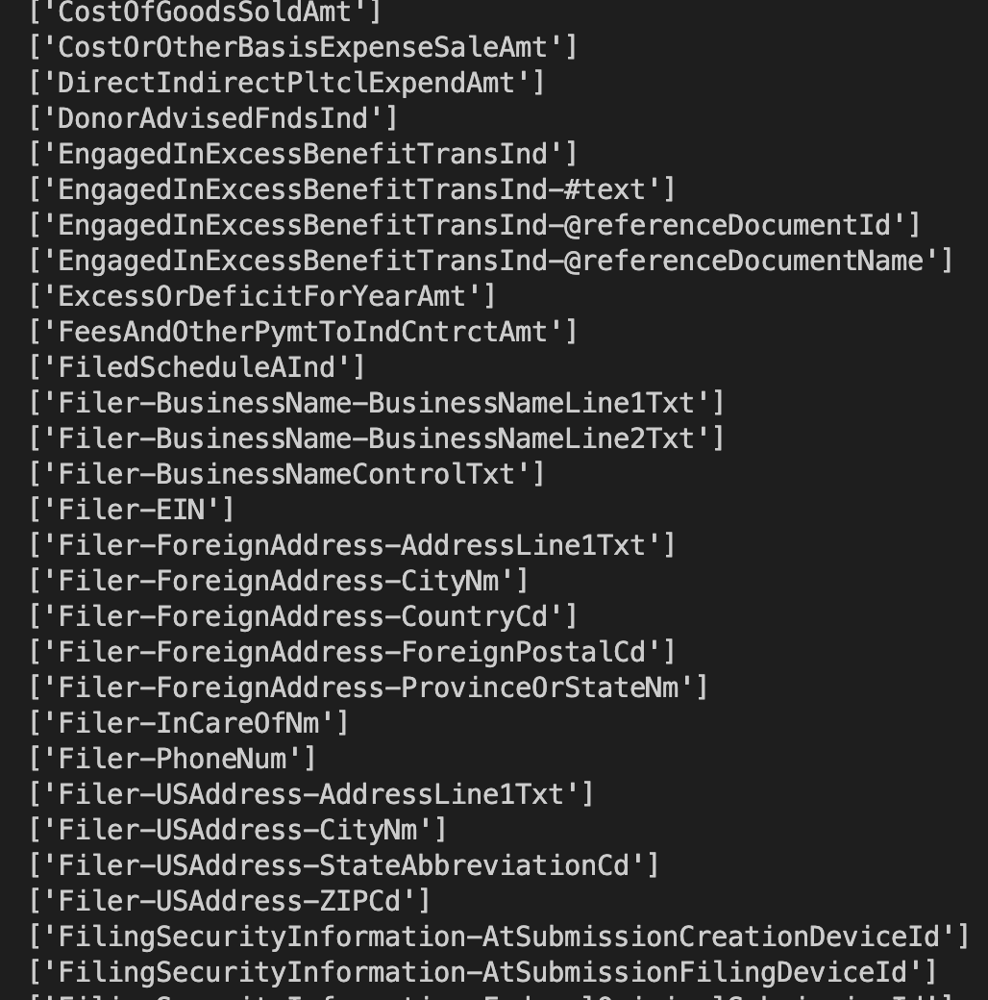 ['CostOfGoodsSoldAmt']
['CostOrOtherBasisExpenseSaleAmt']
['DirectIndirectPltclExpendAmt']
['DonorAdvisedFndsInd']
['EngagedInExcessBenefitTransInd']
['EngagedInExcessBenefitTransInd-#text']
['EngagedInExcessBenefitTransInd-@referenceDocumentId']
['EngagedInExcessBenefitTransInd-@referenceDocumentName']
['ExcessOrDeficitForYearAmt']
['FeesAndOtherPymtToIndCntrctAmt']
['FiledScheduleAInd']
['Filer-BusinessName-BusinessNameLine1Txt']
['Filer-BusinessName-BusinessNameLine2Txt']
['Filer-BusinessNameControlTxt']
['Filer-EIN']
['Filer-ForeignAddress-AddressLine1Txt']
['Filer-ForeignAddress-CityNm']
['Filer-ForeignAddress-CountryCd']
['Filer-ForeignAddress-ForeignPostalCd']
['Filer-ForeignAddress-ProvinceOrStateNm']
['Filer-InCareOfNm']
['Filer-PhoneNum']
['Filer-USAddress-AddressLine1Txt']
['Filer-USAddress-CityNm']
['Filer-USAddress-StateAbbreviationCd']
['Filer-USAddress-ZIPCd']
['FilingSecurityInformation-AtSubmissionCreationDeviceId']
['FilingSecurityInformation-AtSubmissionFilingDeviceId']